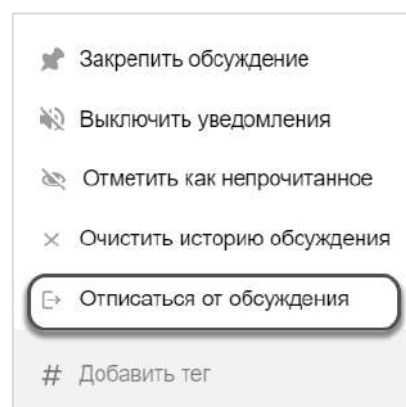 Закрепить обсуждение
Выключить уведомления
Отметить как непрочитанное
Очистить историю обсуждения
Отписаться от обсуждения
# Добавить тег